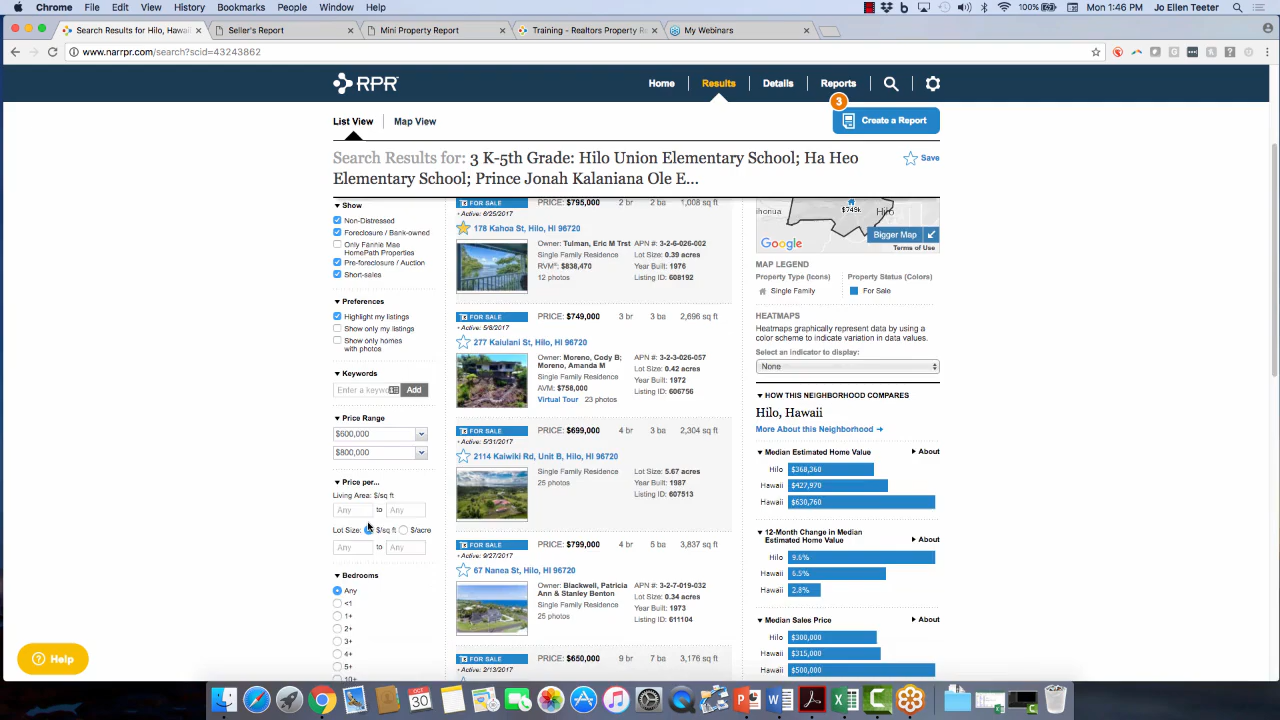 Chrome File Edit View History Bookmarks People Window Help
100% Mon 1:46 PM Jo Ellen Teeter
Search Results for Hilo, Hawaii
Seller's Report
Mini Property Report
Training - Realtors Property R
My Webinars
www.narrpr.com/search?scid=43243862
RPR
Home
Results
Details
Reports
3
List View
Map View
Create a Report
Search Results for: 3 K-5th Grade: Hilo Union Elementary School; Ha Heo
Elementary School; Prince Jonah Kalaniana Ole E...
Save
Show
Non-Distressed
Foreclosure / Bank-owned
Only Fannie Mae
HomePath Properties
Pre-foreclosure / Auction
Short-sales
Preferences
Highlight my listings
Show only my listings
Show only homes
with photos
Keywords
Enter a keywo
Add
Price Range
$600,000
$800,000
Price per...
Living Area: $/sq ft
Any to Any
Lot Size: $/sq ft $/acre
Any to Any
Bedrooms
Any
<1
1+
2+
3+
4+
5+
10+
Help
FOR SALE PRICE: $795,000 2 br 2 ba 1,008 sq ft
• Active: 8/25/2017
178 Kahoa St, Hilo, HI 96720
Owner: Tulman, Eric M Trst
Single Family Residence
RVM®: $838,470
12 photos
APN #: 3-2-6-026-002
Lot Size: 0.39 acres
Year Built: 1976
Listing ID: 608192
FOR SALE PRICE: $749,000 3 br 3 ba 2,696 sq ft
• Active: 5/8/2017
277 Kaiulani St, Hilo, HI 96720
Owner: Moreno, Cody B;
Moreno, Amanda M
Single Family Residence
AVM: $758,000
Virtual Tour 23 photos
APN #: 3-2-3-026-057
Lot Size: 0.42 acres
Year Built: 1972
Listing ID: 606756
FOR SALE PRICE: $699,000 4 br 3 ba 2,304 sq ft
• Active: 5/31/2017
2114 Kaiwiki Rd, Unit B, Hilo, HI 96720
Single Family Residence
25 photos
Lot Size: 5.67 acres
Year Built: 1987
Listing ID: 607513
FOR SALE PRICE: $799,000 4 br 5 ba 3,837 sq ft
• Active: 9/27/2017
67 Nanea St, Hilo, HI 96720
Owner: Blackwell, Patricia
Ann & Stanley Benton
Single Family Residence
25 photos
APN #: 3-2-7-019-032
Lot Size: 0.34 acres
Year Built: 1973
Listing ID: 611104
FOR SALE PRICE: $650,000 9 br 7 ba 3,176 sq ft
• Active: 2/13/2017
$749k
Hilo
Bigger Map
Google
Terms of Use
MAP LEGEND
Property Type (Icons) Property Status (Colors)
Single Family For Sale
HEATMAPS
Heatmaps graphically represent data by using a
color scheme to indicate variation in data values.
Select an indicator to display:
None
HOW THIS NEIGHBORHOOD COMPARES
Hilo, Hawaii
More About this Neighborhood
Median Estimated Home Value About
Hilo $368,360
Hawaii $427,970
Hawaii $630,760
12-Month Change in Median
Estimated Home Value About
Hilo 9.6%
Hawaii 6.5%
Hawaii 2.8%
Median Sales Price About
Hilo $300,000
Hawaii $315,000
Hawaii $500,000
OCT
30